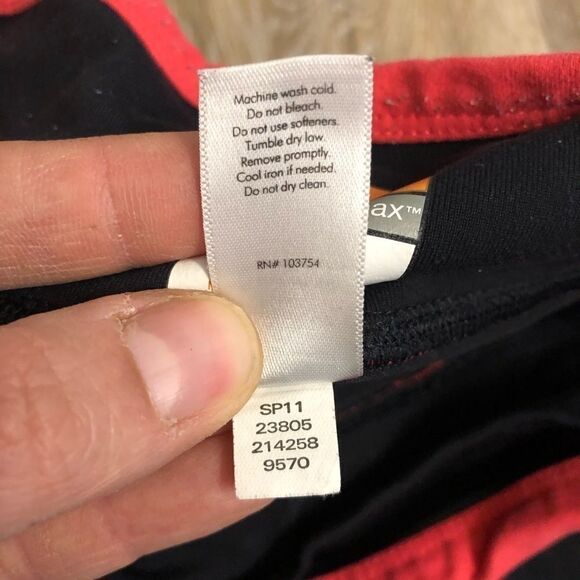 Machine wash cold.
Do not bleach.
Do not use softeners.
Tumble dry low.
Remove promptly.
Cool iron if needed.
Do not dry clean.
ax™
RN# 103754
SP11
23805
214258
9570